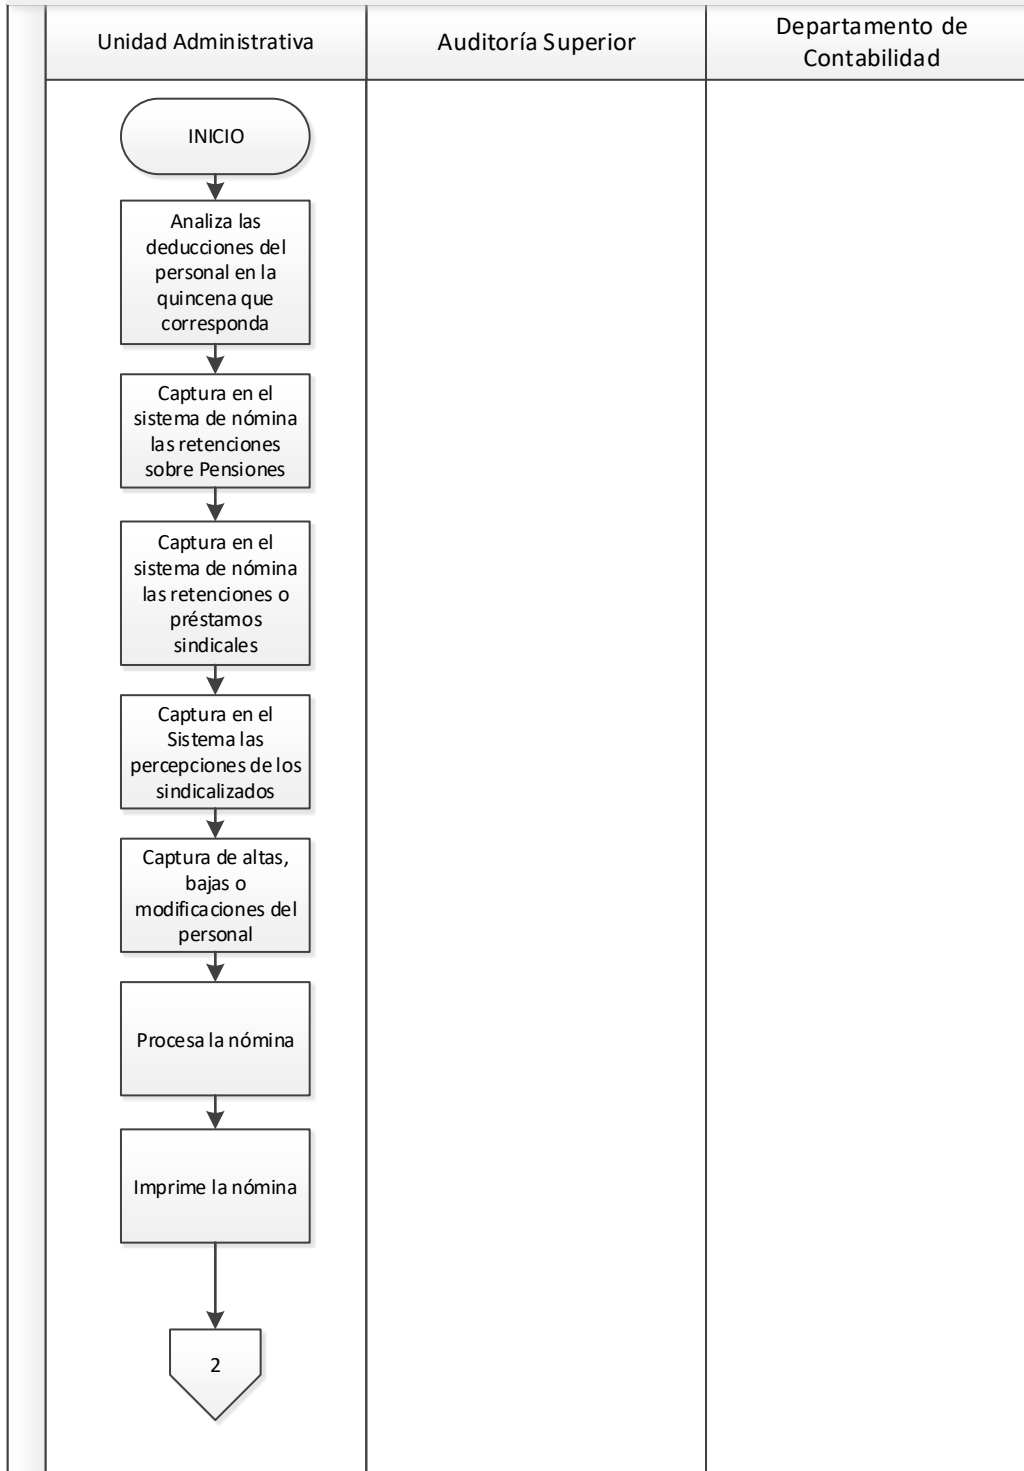 Unidad Administrativa
Auditoría Superior
Departamento de
Contabilidad
INICIO
Analiza las
deducciones del
personal en la
quincena que
corresponda
Captura en el
sistema de nómina
las retenciones
sobre Pensiones
Captura en el
sistema de nómina
las retenciones o
préstamos
sindicales
Captura en el
Sistema las
percepciones de los
sindicalizados
Captura de altas,
bajas o
modificaciones del
personal
Procesa la nómina
Imprime la nómina
2